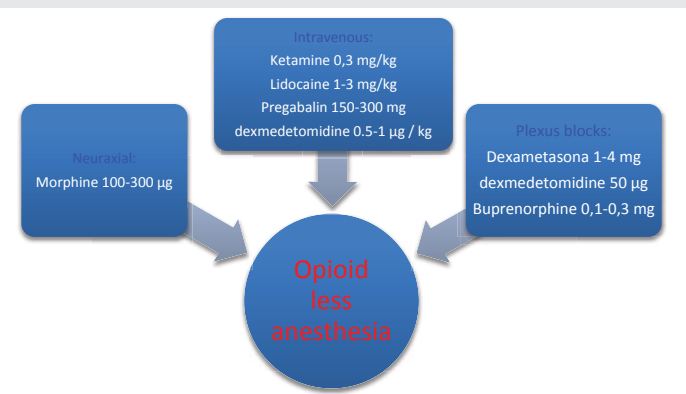 Intravenous:
Ketamine 0,3 mg/kg
Lidocaine 1-3 mg/kg
Pregabalin 150-300 mg
dexmedetomidine 0.5-1 µg / kg
Neuraxial:
Morphine 100-300 µg
Plexus blocks:
Dexametasona 1-4 mg
dexmedetomidine 50 µg
Buprenorphine 0,1-0,3 mg
Opioid
less
anesthesia